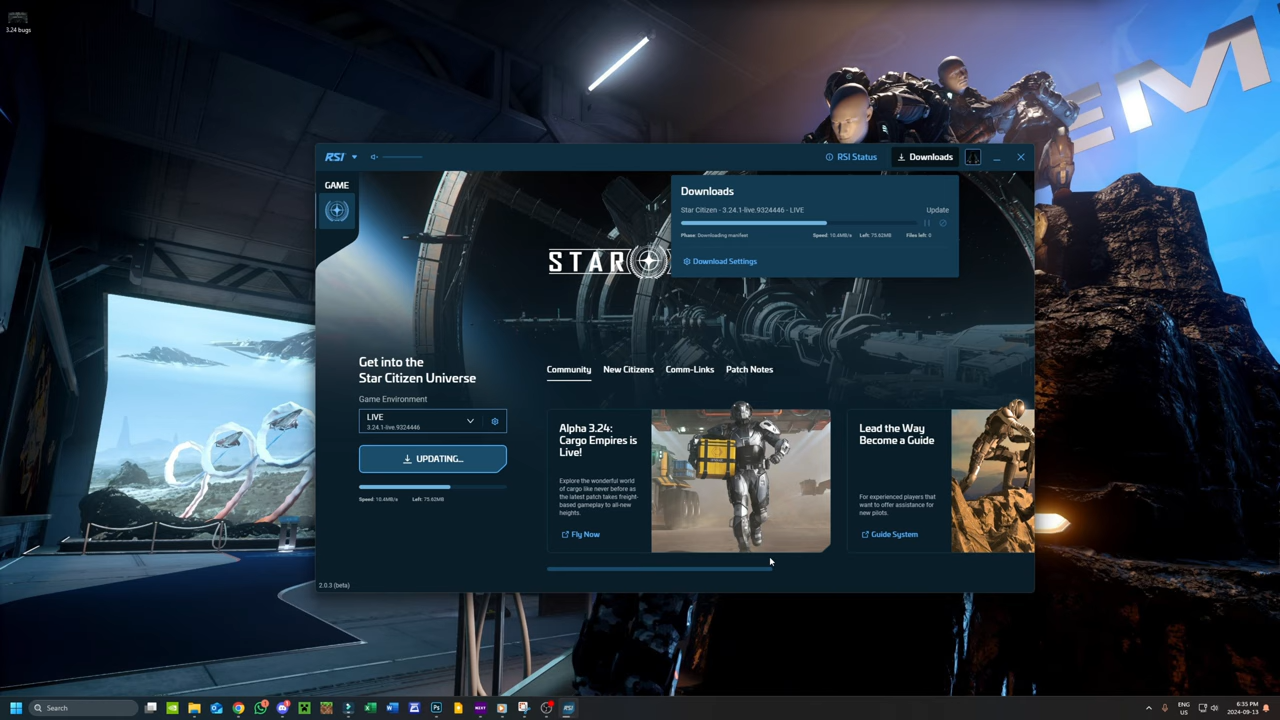 3.24 bugs
EM
RSI
RSI Status
Downloads
GAME
Downloads
Star Citizen - 3.24.1-live.9324446 - LIVE
Update
Phase: Downloading manifest
Speed: 10.4MB/s
Left: 75.62MB
Files left: 0
Download Settings
STAR
Get into the
Star Citizen Universe
Game Environment
LIVE
3.24.1-live.9324446
UPDATING...
Speed: 10.4MB/s
Left: 75.62MB
Community
New Citizens
Comm-Links
Patch Notes
Alpha 3.24:
Cargo Empires is
Live!
Explore the wonderful world
of cargo like never before as
the latest patch takes freight-
based gameplay to all-new
heights.
Fly Now
Lead the Way
Become a Guide
For experienced players that
want to offer assistance for
new pilots.
Guide System
2.0.3 (beta)
Search
NEXT
RSI
ENG
US
6:35 PM
2024-09-13